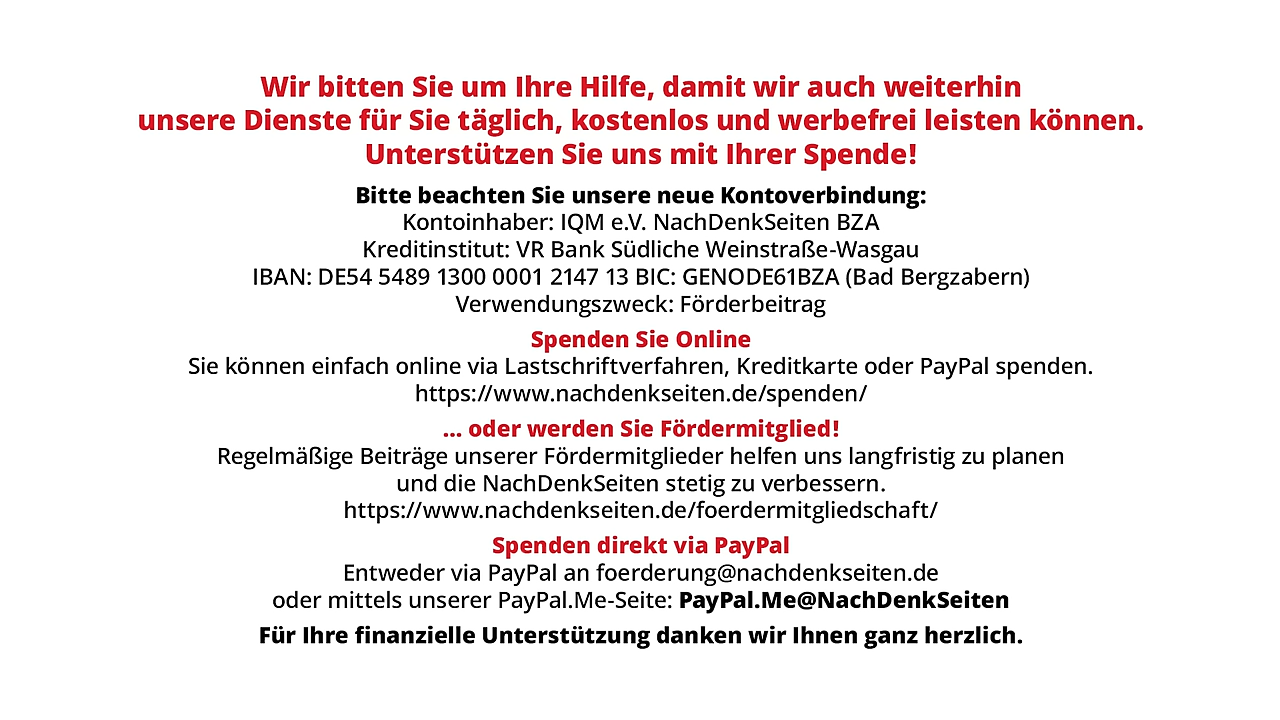 Wir bitten Sie um Ihre Hilfe, damit wir auch weiterhin
unsere Dienste für Sie täglich, kostenlos und werbefrei leisten können.
Unterstützen Sie uns mit Ihrer Spende!
Bitte beachten Sie unsere neue Kontoverbindung:
Kontoinhaber: IQM e.V. NachDenkSeiten BZA
Kreditinstitut: VR Bank Südliche Weinstraße-Wasgau
IBAN: DE54 5489 1300 0001 2147 13 BIC: GENODE61BZA (Bad Bergzabern)
Verwendungszweck: Förderbeitrag
Spenden Sie Online
Sie können einfach online via Lastschriftverfahren, Kreditkarte oder PayPal spenden.
https://www.nachdenkseiten.de/spenden/
... oder werden Sie Fördermitglied!
Regelmäßige Beiträge unserer Fördermitglieder helfen uns langfristig zu planen
und die NachDenkSeiten stetig zu verbessern.
https://www.nachdenkseiten.de/foerdermitgliedschaft/
Spenden direkt via PayPal
Entweder via PayPal an foerderung@nachdenkseiten.de
oder mittels unserer PayPal.Me-Seite: PayPal.Me@NachDenkSeiten
Für Ihre finanzielle Unterstützung danken wir Ihnen ganz herzlich.